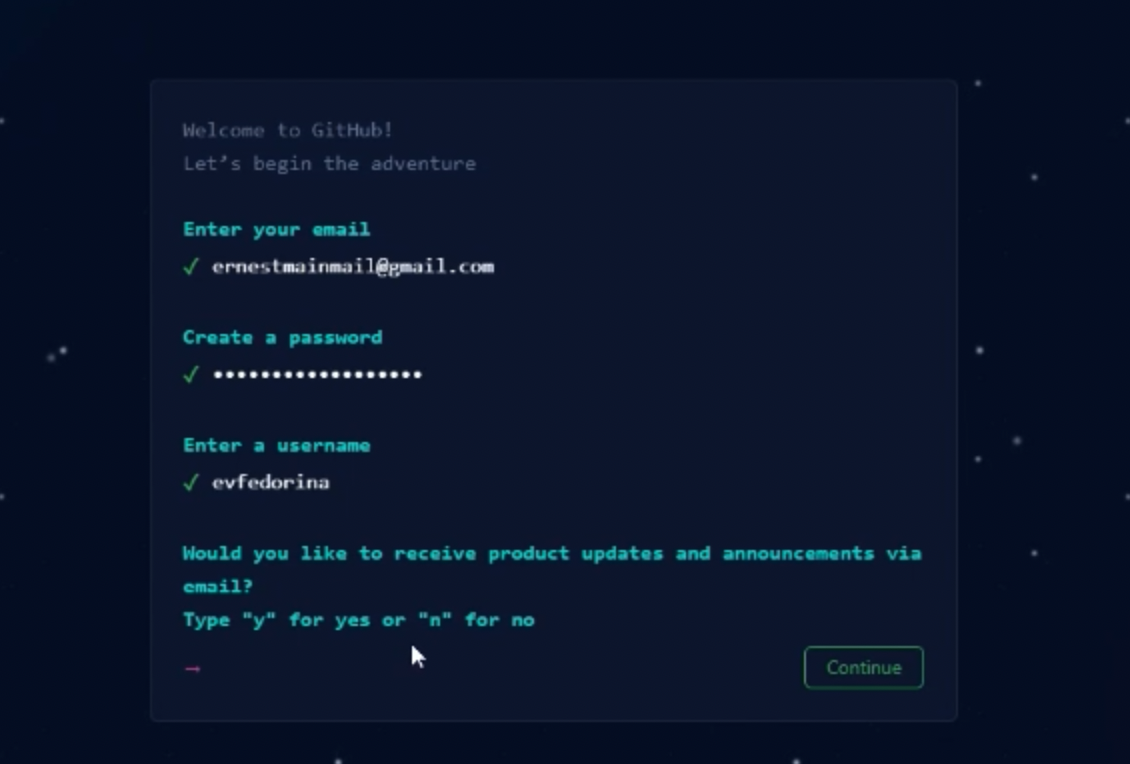 Welcome to GitHub!
Let’s begin the adventure
Enter your email
✓ ernestmainmail@gmail.com
Create a password
✓ ••••••••••••••••••
Enter a username
✓ evfedorina
Would you like to receive product updates and announcements via
email?
Type "y" for yes or "n" for no
→ Continue